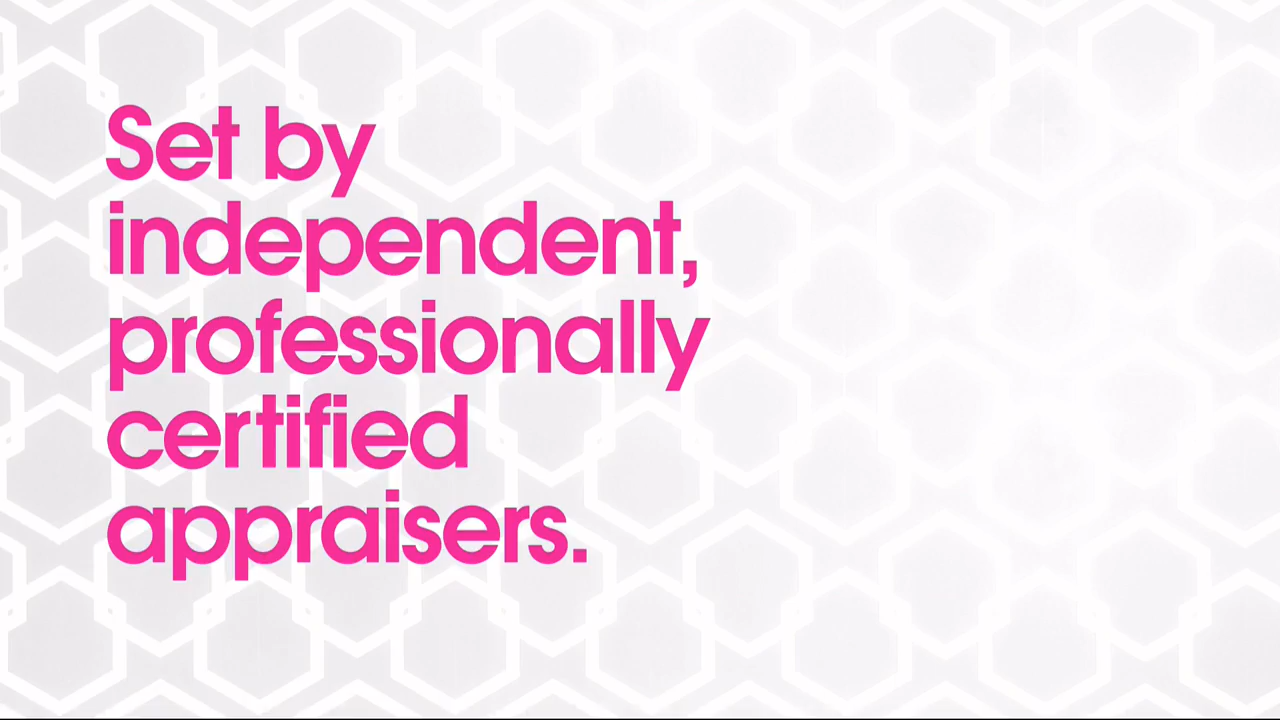 Set by
independent,
professionally
certified
appraisers.